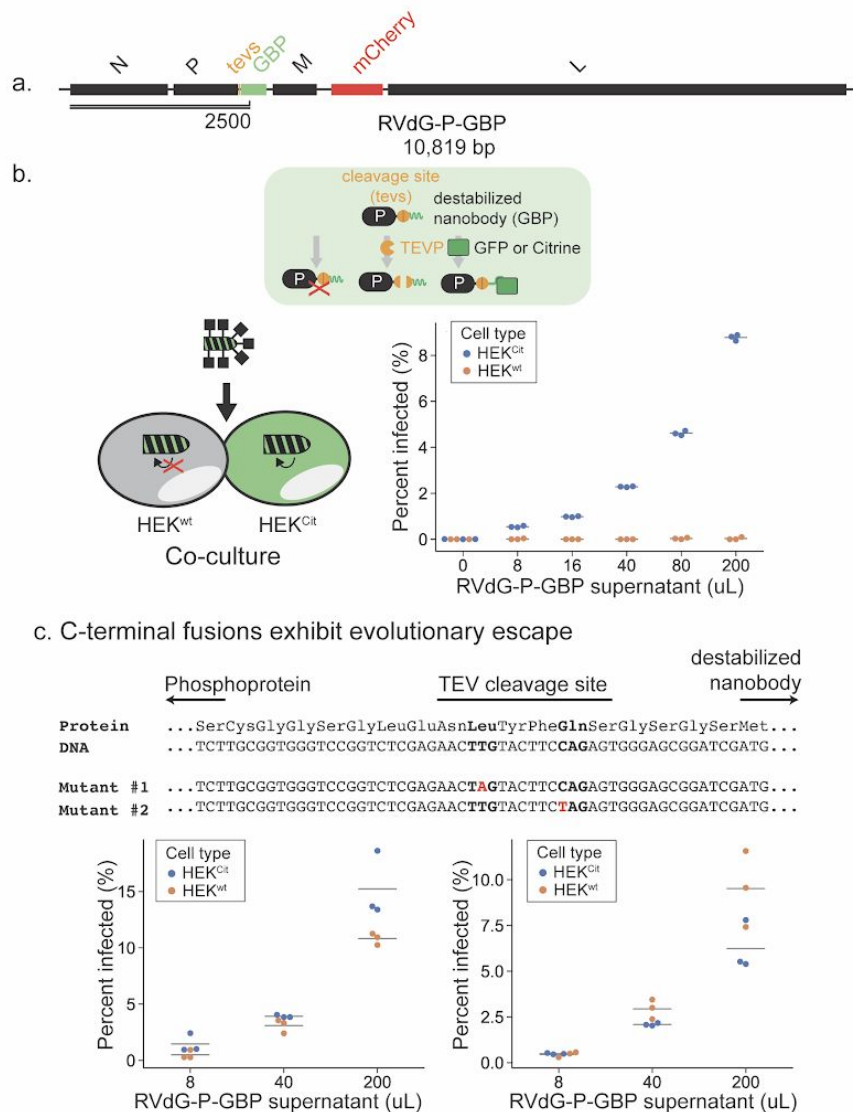 a.
N P tevs GBP M mCherry L
2500
RVdG-P-GBP
10,819 bp
b.
cleavage site
(tevs)
destabilized
nanobody (GBP)
P
TEVP
GFP or Citrine
P P P
HEKwt HEKCit
Co-culture
Percent infected (%)
8
6
4
2
0
Cell type
HEKCit
HEKwt
0 8 16 40 80 200
RVdG-P-GBP supernatant (uL)
c. C-terminal fusions exhibit evolutionary escape
Phosphoprotein
TEV cleavage site
destabilized
nanobody
Protein ...SerCysGlyGlySerGlyLeuGluAsnLeuTyrPheGlnSerGlySerGlySerMet...
DNA ...TCTTGCGGTGGGTCCGGTCTCGAGAACTTGTACTTCCAGAGTGGGAGCGGATCGATG...
Mutant #1 ...TCTTGCGGTGGGTCCGGTCTCGAGAACTAGTACTTCCAGAGTGGGAGCGGATCGATG...
Mutant #2 ...TCTTGCGGTGGGTCCGGTCTCGAGAACTTGTACTTCTAGAGTGGGAGCGGATCGATG...
Percent infected (%)
15
10
5
0
Cell type
HEKCit
HEKwt
8 40 200
RVdG-P-GBP supernatant (uL)
Percent infected (%)
10.0
7.5
5.0
2.5
0.0
Cell type
HEKCit
HEKwt
8 40 200
RVdG-P-GBP supernatant (uL)